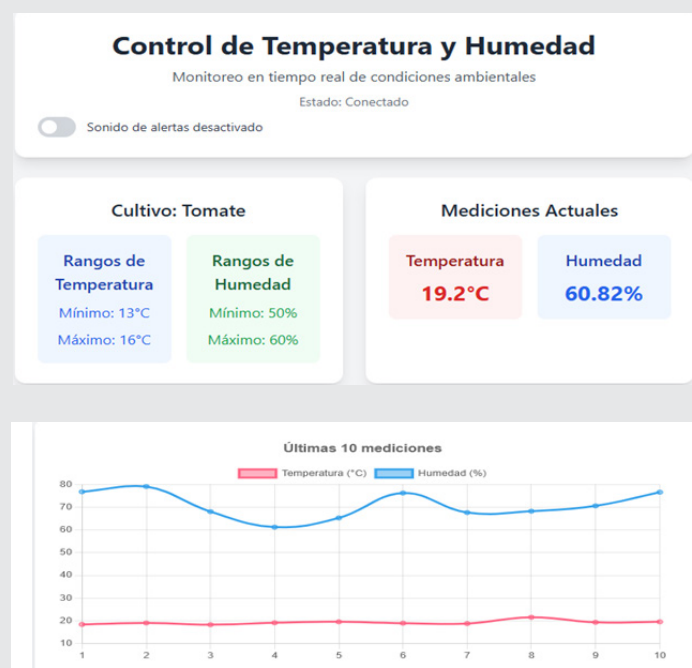 Control de Temperatura y Humedad
Monitoreo en tiempo real de condiciones ambientales
Estado: Conectado
Sonido de alertas desactivado
Cultivo: Tomate
Rangos de
Temperatura
Mínimo: 13°C
Máximo: 16°C
Rangos de
Humedad
Mínimo: 50%
Máximo: 60%
Mediciones Actuales
Temperatura
19.2°C
Humedad
60.82%
Últimas 10 mediciones
Temperatura (°C) Humedad (%)
80
70
60
50
40
30
20
10
1 2 3 4 5 6 7 8 9 10